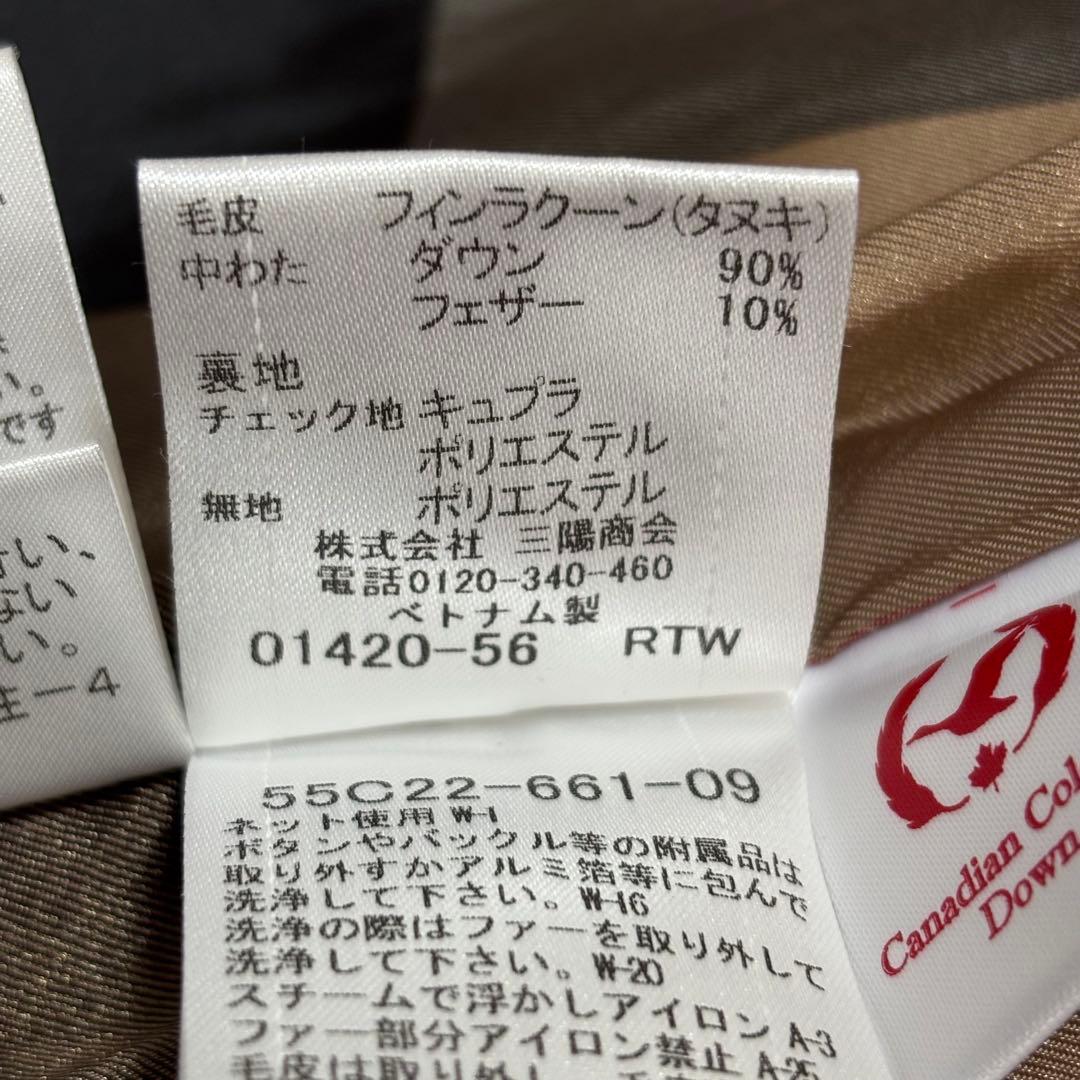 い。
です
ない
い。
生ー4
毛皮 フィンラクーン(タヌキ)
中わた ダウン 90%
フェザー 10%
裏地
チェック地 キュプラ
ポリエステル
無地 ポリエステル
株式会社 三陽商会
電話0120-340-460
ベトナム製
01420-56 RTW
55C22-661-09
ネット使用 W-1
ボタンやバックル等の附属品は
取り外すかアルミ箔等に包んで
洗浄して下さい。W-16
洗浄の際はファーを取り外して
洗浄して下さい。W-20
スチームで浮かしアイロン A-3
ファー部分アイロン禁止 A-25
毛皮は取り外し
Canadian Col
Down